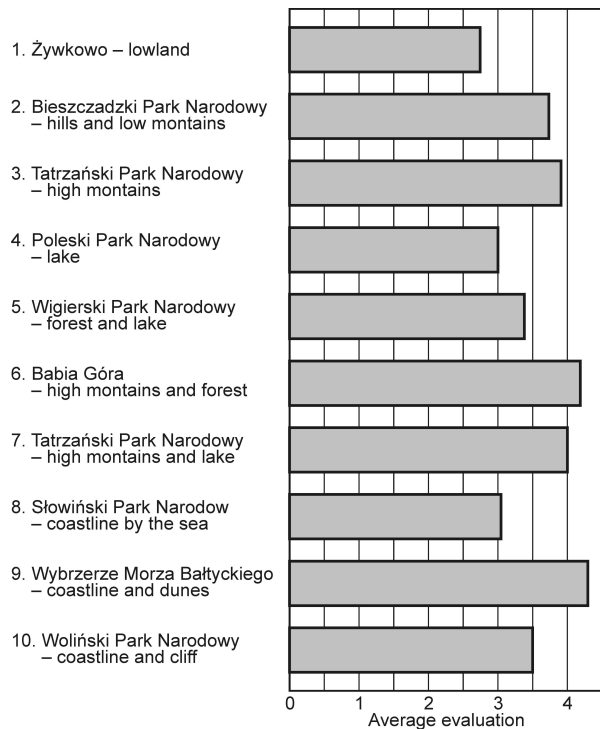 1. Żywkowo – lowland
2. Bieszczadzki Park Narodowy
– hills and low montains
3. Tatrzański Park Narodowy
– high montains
4. Poleski Park Narodowy
– lake
5. Wigierski Park Narodowy
– forest and lake
6. Babia Góra
– high montains and forest
7. Tatrzański Park Narodowy
– high montains and lake
8. Słowiński Park Narodow
– coastline by the sea
9. Wybrzerze Morza Bałtyckiego
– coastline and dunes
10. Woliński Park Narodowy
– coastline and cliff
0 1 2 3 4
Average evaluation